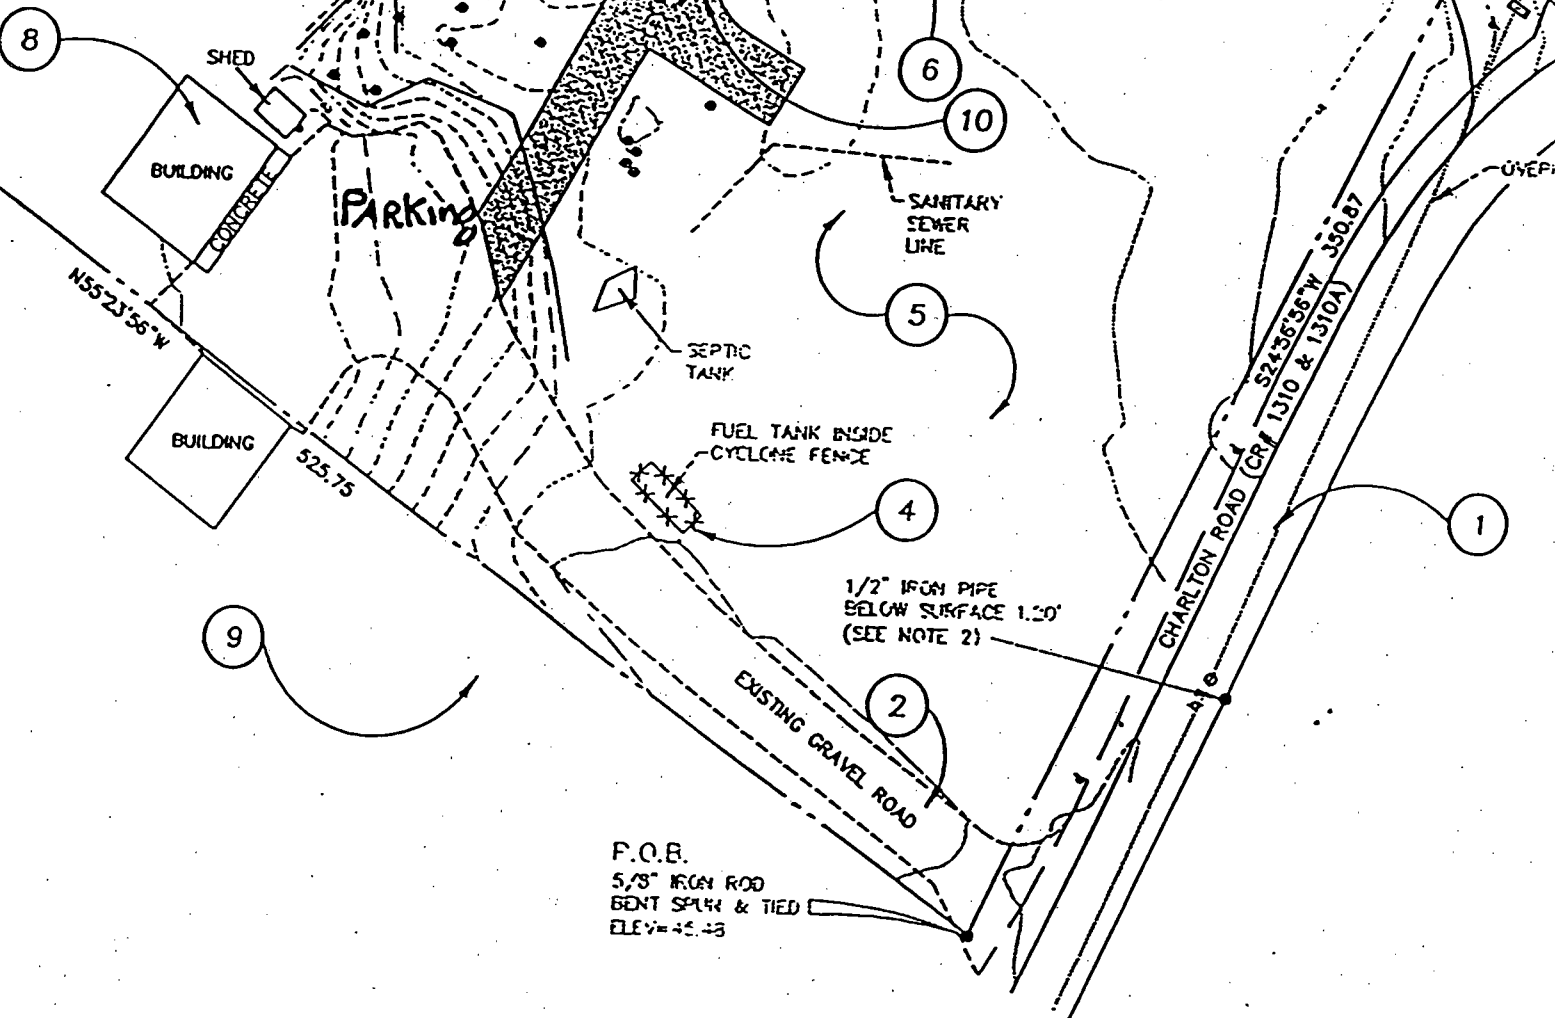 8
SHED
6
10
BUILDING
CONCRETE
PARKing
SANITARY
SEWER
LINE
N55°23'56"W
S24°56'56"W 350.87
5
SEPTIC
TANK
CHARLTON ROAD (CR# 1310 & 1310A)
BUILDING
525.75
FUEL TANK INSIDE
CYCLONE FENCE
4
1
1/2" IRON PIPE
BELOW SURFACE 1.20'
(SEE NOTE 2)
9
2
EXISTING GRAVEL ROAD
P.O.B.
5/8" IRON ROD
BENT SPUN & TIED